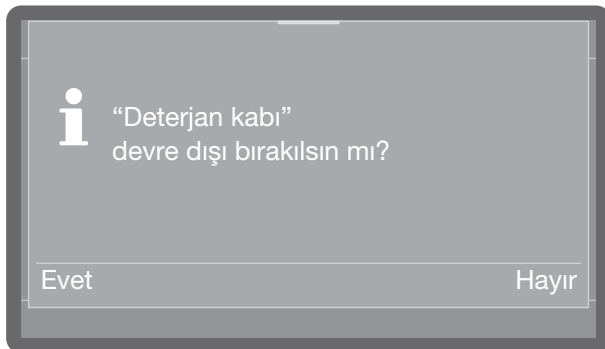 “Deterjan kabı”
devre dışı bırakılsın mı?
Evet
Hayır